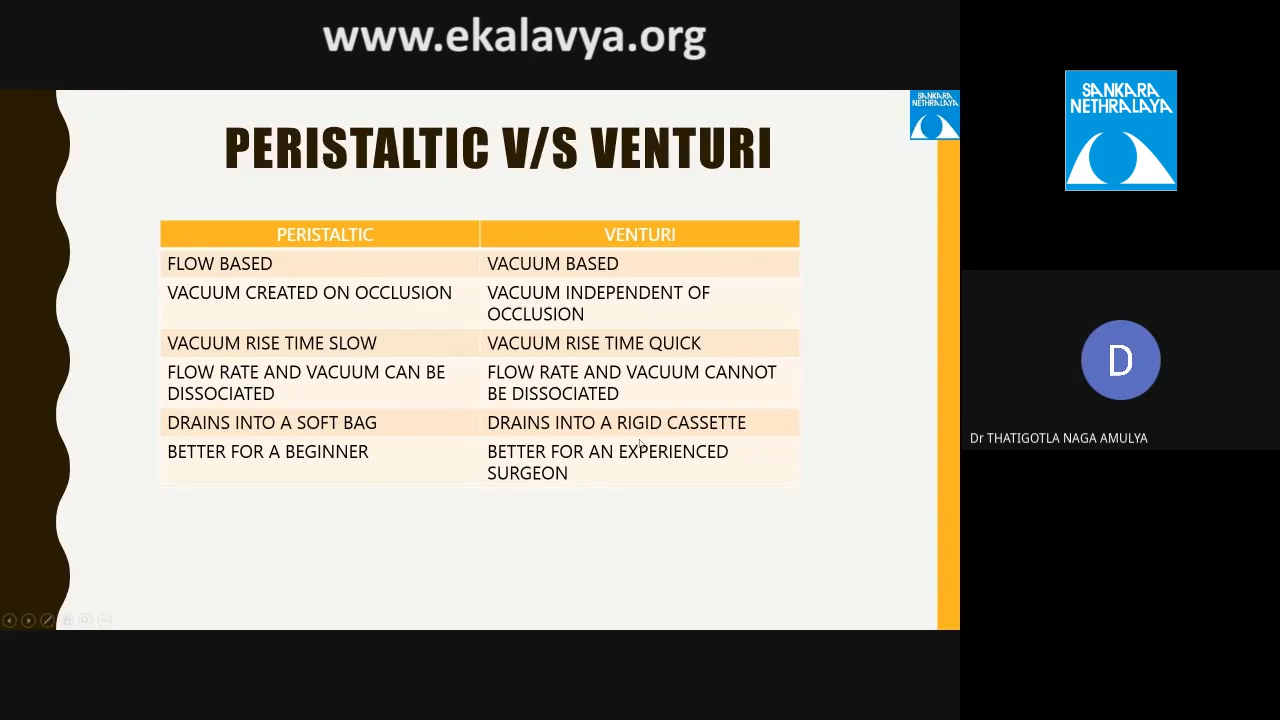 www.ekalavya.org
SANKARA
NETHRALAYA
PERISTALTIC V/S VENTURI
PERISTALTIC VENTURI
FLOW BASED VACUUM BASED
VACUUM CREATED ON OCCLUSION VACUUM INDEPENDENT OF
OCCLUSION
VACUUM RISE TIME SLOW VACUUM RISE TIME QUICK
FLOW RATE AND VACUUM CAN BE FLOW RATE AND VACUUM CANNOT
DISSOCIATED BE DISSOCIATED
DRAINS INTO A SOFT BAG DRAINS INTO A RIGID CASSETTE
BETTER FOR A BEGINNER BETTER FOR AN EXPERIENCED
SURGEON
SANKARA
NETHRALAYA
D
Dr THATIGOTLA NAGA AMULYA